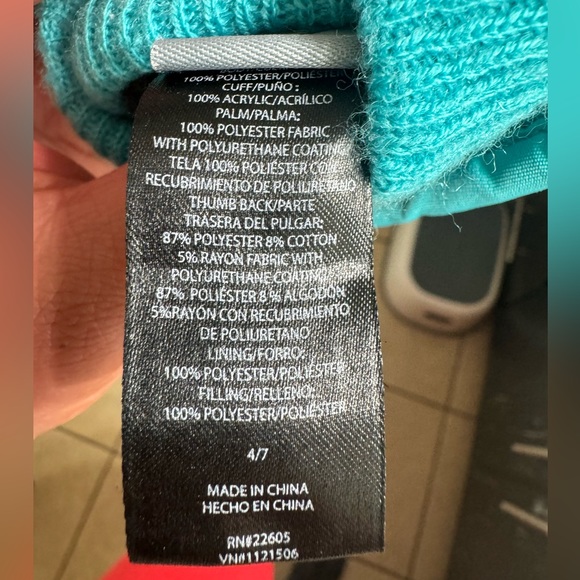 100% POLYESTER/POLIÉSTER
CUFF/PUÑO :
100% ACRYLIC/ACRÍLICO
PALM/PALMA:
100% POLYESTER FABRIC
WITH POLYURETHANE COATING
TELA 100% POLIÉSTER CON
RECUBRIMIENTO DE POLIURETANO
THUMB BACK/PARTE
TRASERA DEL PULGAR:
87% POLYESTER 8% COTTON
5% RAYON FABRIC WITH
POLYURETHANE COATING
87% POLIÉSTER 8% ALGODON
5%RAYON CON RECUBRIMIENTO
DE POLIURETANO
LINING/FORRO:
100% POLYESTER/POLIÉSTER
FILLING/RELLENO:
100% POLYESTER/POLIÉSTER
4/7
MADE IN CHINA
HECHO EN CHINA
RN#22605
VN#1121506